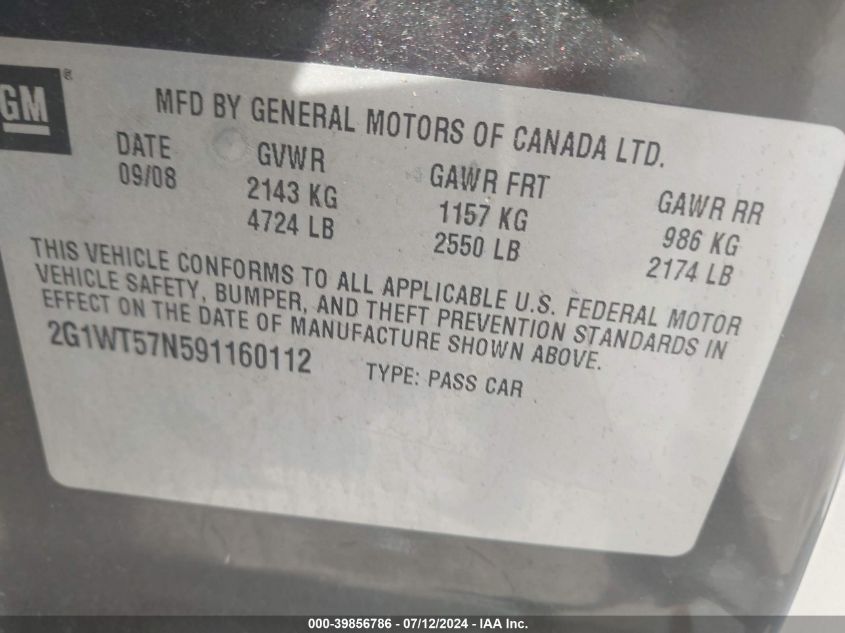 GM ®
MFD BY GENERAL MOTORS OF CANADA LTD.
DATE GVWR GAWR FRT GAWR RR
09/08 2143 KG 1157 KG 986 KG
4724 LB 2550 LB 2174 LB
THIS VEHICLE CONFORMS TO ALL APPLICABLE U.S. FEDERAL MOTOR
VEHICLE SAFETY, BUMPER, AND THEFT PREVENTION STANDARDS IN
EFFECT ON THE DATE OF MANUFACTURE SHOWN ABOVE.
2G1WT57N591160112 TYPE: PASS CAR
000-39856786 - 07/12/2024 - IAA Inc.